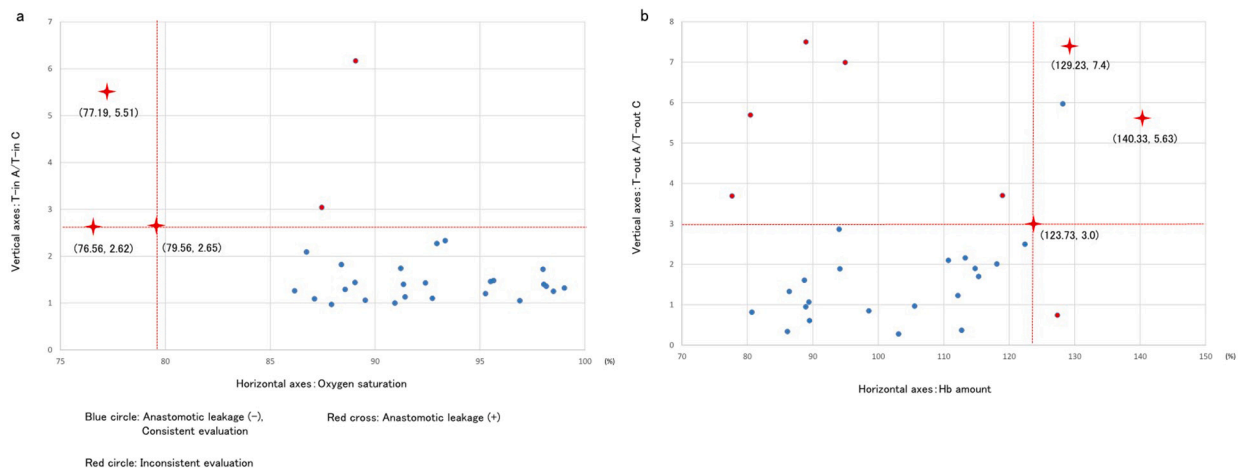 a
Vertical axes：T-in A/T-in C
7
6
5
4
3
2
1
0
(77.19, 5.51)
(76.56, 2.62)
(79.56, 2.65)
75 80 85 90 95 100 (%)
Horizontal axes：Oxygen saturation
b
Vertical axes：T-out A/T-out C
8
7
6
5
4
3
2
1
0
(129.23, 7.4)
(140.33, 5.63)
(123.73, 3.0)
70 80 90 100 110 120 130 140 150 (%)
Horizontal axes：Hb amount
Blue circle: Anastomotic leakage (−),
Consistent evaluation
Red cross: Anastomotic leakage (+)
Red circle: Inconsistent evaluation